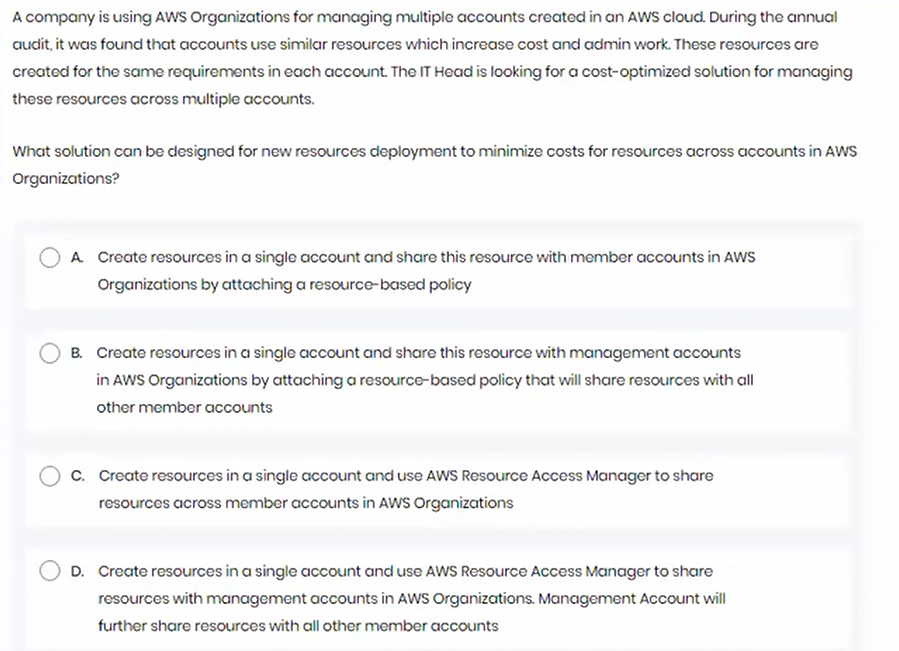 A company is using AWS Organizations for managing multiple accounts created in an AWS cloud. During the annual
audit, it was found that accounts use similar resources which increase cost and admin work. These resources are
created for the same requirements in each account. The IT Head is looking for a cost-optimized solution for managing
these resources across multiple accounts.
What solution can be designed for new resources deployment to minimize costs for resources across accounts in AWS
Organizations?
A. Create resources in a single account and share this resource with member accounts in AWS
Organizations by attaching a resource-based policy
B. Create resources in a single account and share this resource with management accounts
in AWS Organizations by attaching a resource-based policy that will share resources with all
other member accounts
C. Create resources in a single account and use AWS Resource Access Manager to share
resources across member accounts in AWS Organizations
D. Create resources in a single account and use AWS Resource Access Manager to share
resources with management accounts in AWS Organizations. Management Account will
further share resources with all other member accounts